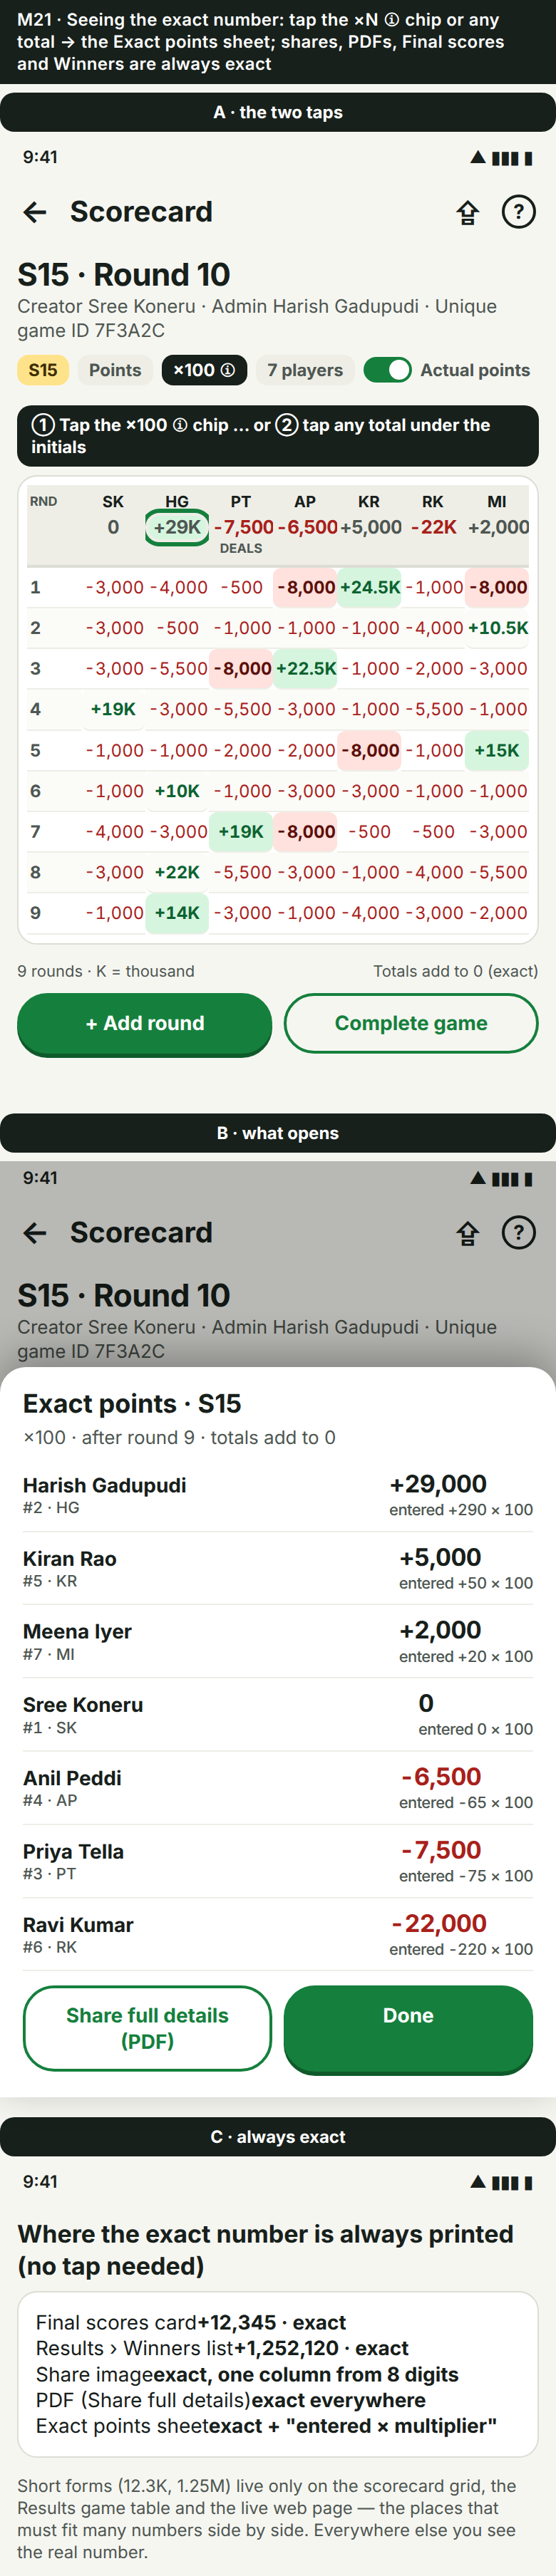 M21 · Seeing the exact number: tap the ×N ⓘ chip or any
total → the Exact points sheet; shares, PDFs, Final scores
and Winners are always exact
A · the two taps
9:41
← Scorecard ?
S15 · Round 10
Creator Sree Koneru · Admin Harish Gadupudi · Unique
game ID 7F3A2C
S15 Points ×100 ⓘ 7 players Actual points
① Tap the ×100 ⓘ chip … or ② tap any total under the
initials
RND SK HG PT AP KR RK MI
0 +29K -7,500 -6,500 +5,000 -22K +2,000
DEALS
1 -3,000 -4,000 -500 -8,000 +24.5K -1,000 -8,000
2 -3,000 -500 -1,000 -1,000 -1,000 -4,000 +10.5K
3 -3,000 -5,500 -8,000 +22.5K -1,000 -2,000 -3,000
4 +19K -3,000 -5,500 -3,000 -1,000 -5,500 -1,000
5 -1,000 -1,000 -2,000 -2,000 -8,000 -1,000 +15K
6 -1,000 +10K -1,000 -3,000 -3,000 -1,000 -1,000
7 -4,000 -3,000 +19K -8,000 -500 -500 -3,000
8 -3,000 +22K -5,500 -3,000 -1,000 -4,000 -5,500
9 -1,000 +14K -3,000 -1,000 -4,000 -3,000 -2,000
9 rounds · K = thousand Totals add to 0 (exact)
+ Add round Complete game
B · what opens
9:41
← Scorecard ?
S15 · Round 10
Creator Sree Koneru · Admin Harish Gadupudi · Unique
game ID 7F3A2C
Exact points · S15
×100 · after round 9 · totals add to 0
Harish Gadupudi +29,000
#2 · HG entered +290 × 100
Kiran Rao +5,000
#5 · KR entered +50 × 100
Meena Iyer +2,000
#7 · MI entered +20 × 100
Sree Koneru 0
#1 · SK entered 0 × 100
Anil Peddi -6,500
#4 · AP entered -65 × 100
Priya Tella -7,500
#3 · PT entered -75 × 100
Ravi Kumar -22,000
#6 · RK entered -220 × 100
Share full details Done
(PDF)
C · always exact
9:41
Where the exact number is always printed
(no tap needed)
Final scores card+12,345 · exact
Results › Winners list+1,252,120 · exact
Share imageexact, one column from 8 digits
PDF (Share full details)exact everywhere
Exact points sheetexact + "entered × multiplier"
Short forms (12.3K, 1.25M) live only on the scorecard grid, the
Results game table and the live web page — the places that
must fit many numbers side by side. Everywhere else you see
the real number.